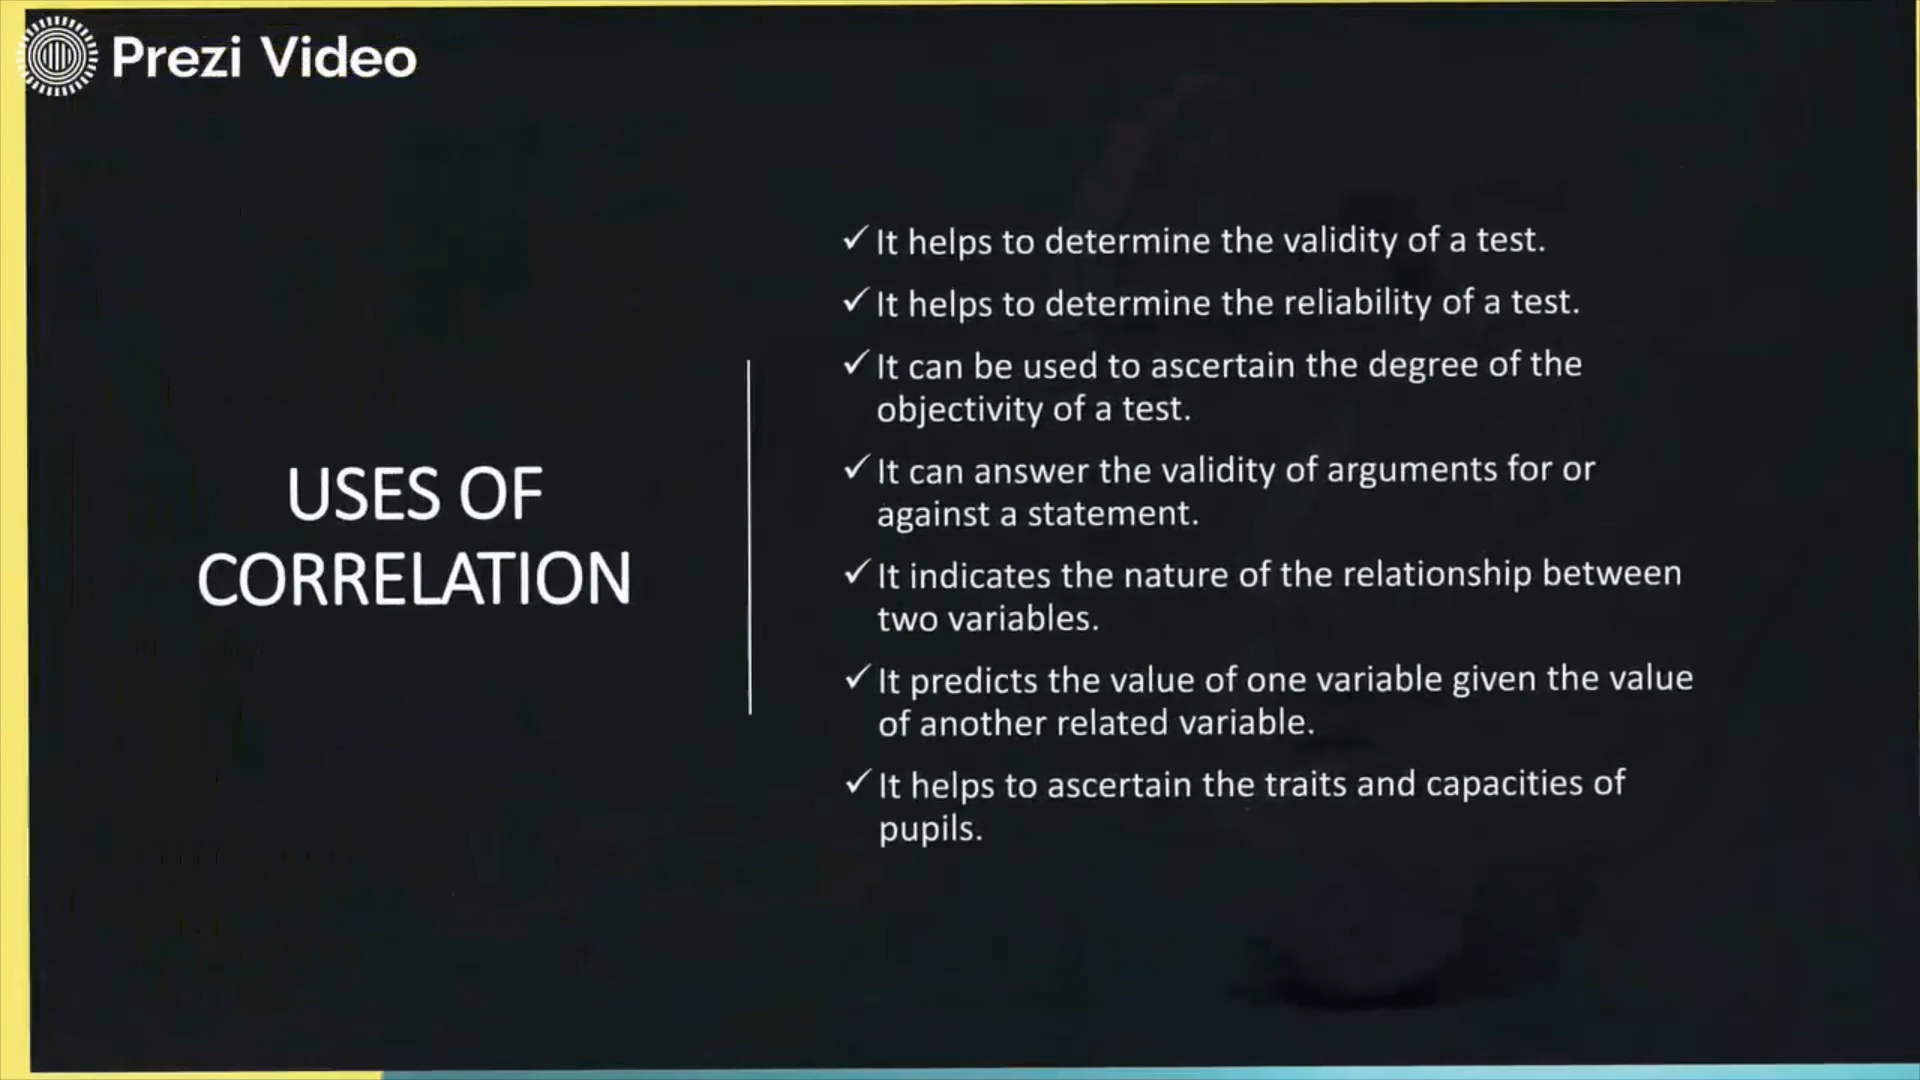 Prezi Video
USES OF
CORRELATION
✓ It helps to determine the validity of a test.
✓ It helps to determine the reliability of a test.
✓ It can be used to ascertain the degree of the
objectivity of a test.
✓ It can answer the validity of arguments for or
against a statement.
✓ It indicates the nature of the relationship between
two variables.
✓ It predicts the value of one variable given the value
of another related variable.
✓ It helps to ascertain the traits and capacities of
pupils.